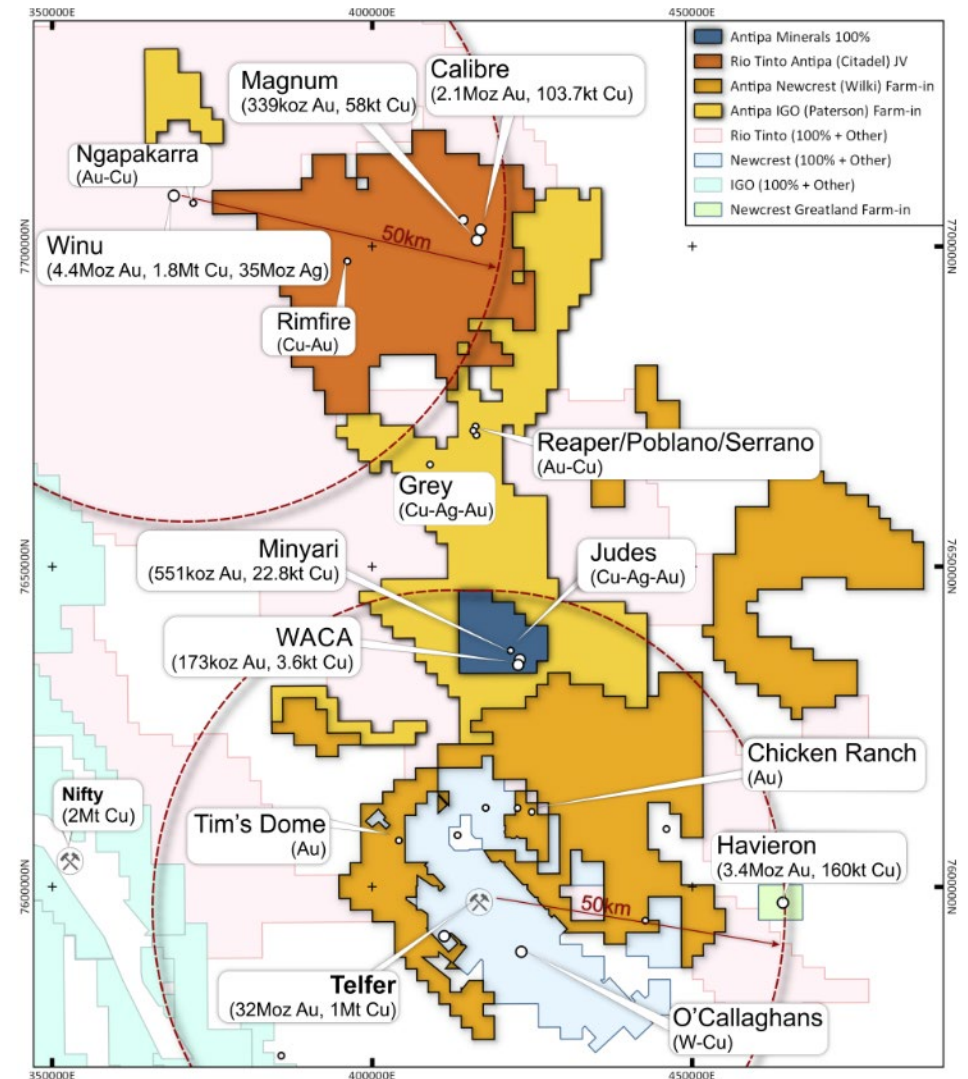 350000E
400000E
450000E
Antipa Minerals 100%
Rio Tinto Antipa (Citadel) JV
Antipa Newcrest (Wilki) Farm-in
Antipa IGO (Paterson) Farm-in
Rio Tinto (100% + Other)
Newcrest (100% + Other)
IGO (100% + Other)
Newcrest Greatland Farm-in
Magnum
(339koz Au, 58kt Cu)
Calibre
(2.1Moz Au, 103.7kt Cu)
Ngapakarra
(Au-Cu)
50km
7700000N
7700000N
Winu
(4.4Moz Au, 1.8Mt Cu, 35Moz Ag)
Rimfire
(Cu-Au)
Reaper/Poblano/Serrano
(Au-Cu)
Grey
(Cu-Ag-Au)
Minyari
(551koz Au, 22.8kt Cu)
Judes
(Cu-Ag-Au)
7650000N
7650000N
WACA
(173koz Au, 3.6kt Cu)
Chicken Ranch
(Au)
Nifty
(2Mt Cu)
Tim's Dome
(Au)
Havieron
(3.4Moz Au, 160kt Cu)
7600000N
7600000N
50km
Telfer
(32Moz Au, 1Mt Cu)
O'Callaghans
(W-Cu)
350000E
400000E
450000E